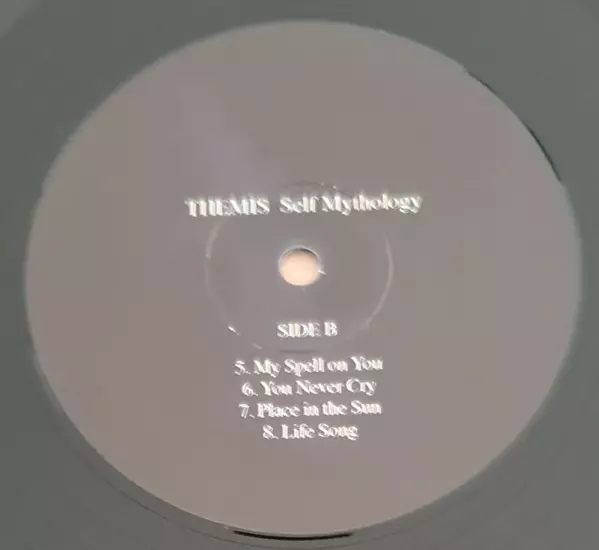 THEMIS Self Mythology
SIDE B
5. My Spell on You
6. You Never Cry
7. Place in the Sun
8. Life Song